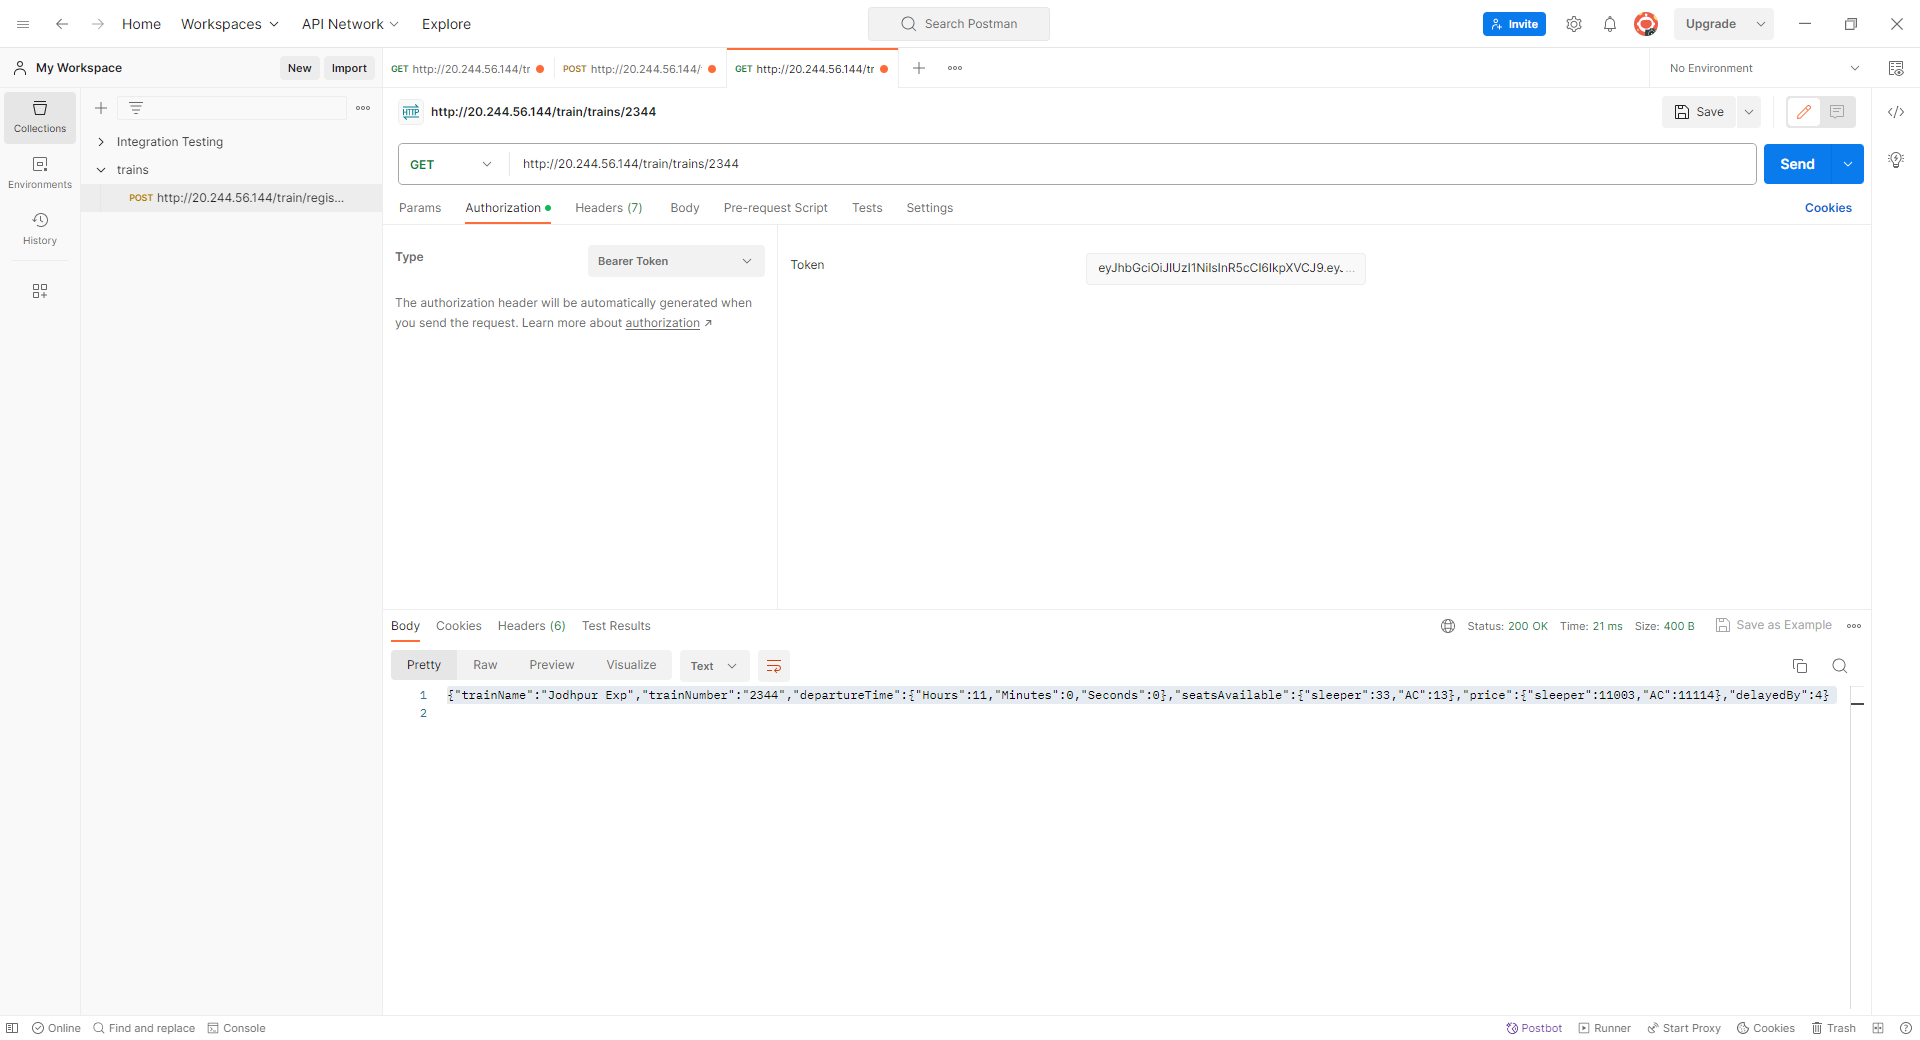 Home Workspaces API Network Explore Search Postman Invite Upgrade
My Workspace New Import GET http://20.244.56.144/tr POST http://20.244.56.144/ GET http://20.244.56.144/tr No Environment
Collections
Environments
History
Integration Testing
trains
POST http://20.244.56.144/train/regis...
HTTP http://20.244.56.144/train/trains/2344 Save
GET http://20.244.56.144/train/trains/2344 Send
Params Authorization Headers (7) Body Pre-request Script Tests Settings Cookies
Type Bearer Token
The authorization header will be automatically generated when
you send the request. Learn more about authorization ↗
Token eyJhbGciOiJIUzI1NiIsInR5cCI6IkpXVCJ9.eyJ...
Body Cookies Headers (6) Test Results Status: 200 OK Time: 21 ms Size: 400 B Save as Example
Pretty Raw Preview Visualize Text
1 {"trainName":"Jodhpur Exp","trainNumber":"2344","departureTime":{"Hours":11,"Minutes":0,"Seconds":0},"seatsAvailable":{"sleeper":33,"AC":13},"price":{"sleeper":11003,"AC":11114},"delayedBy":4}
2
Online Find and replace Console Postbot Runner Start Proxy Cookies Trash